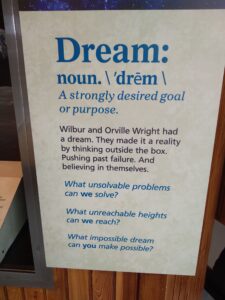 Dream:
noun. \ 'drēm \
A strongly desired goal
or purpose.
Wilbur and Orville Wright had
a dream. They made it a reality
by thinking outside the box.
Pushing past failure. And
believing in themselves.
What unsolvable problems
can we solve?
What unreachable heights
can we reach?
What impossible dream
can you make possible?